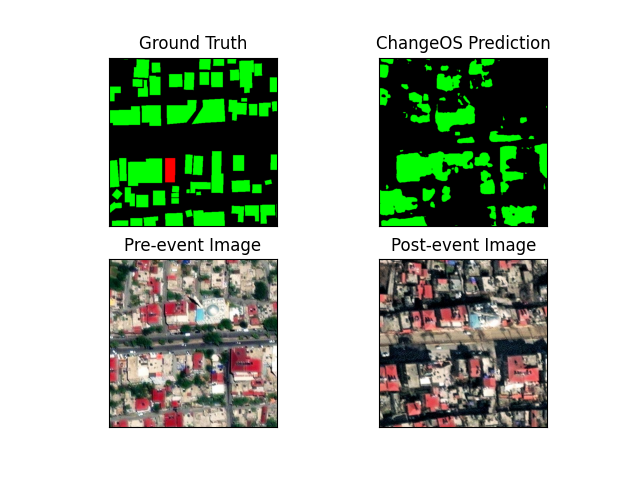 Ground Truth
ChangeOS Prediction
Pre-event Image
Post-event Image